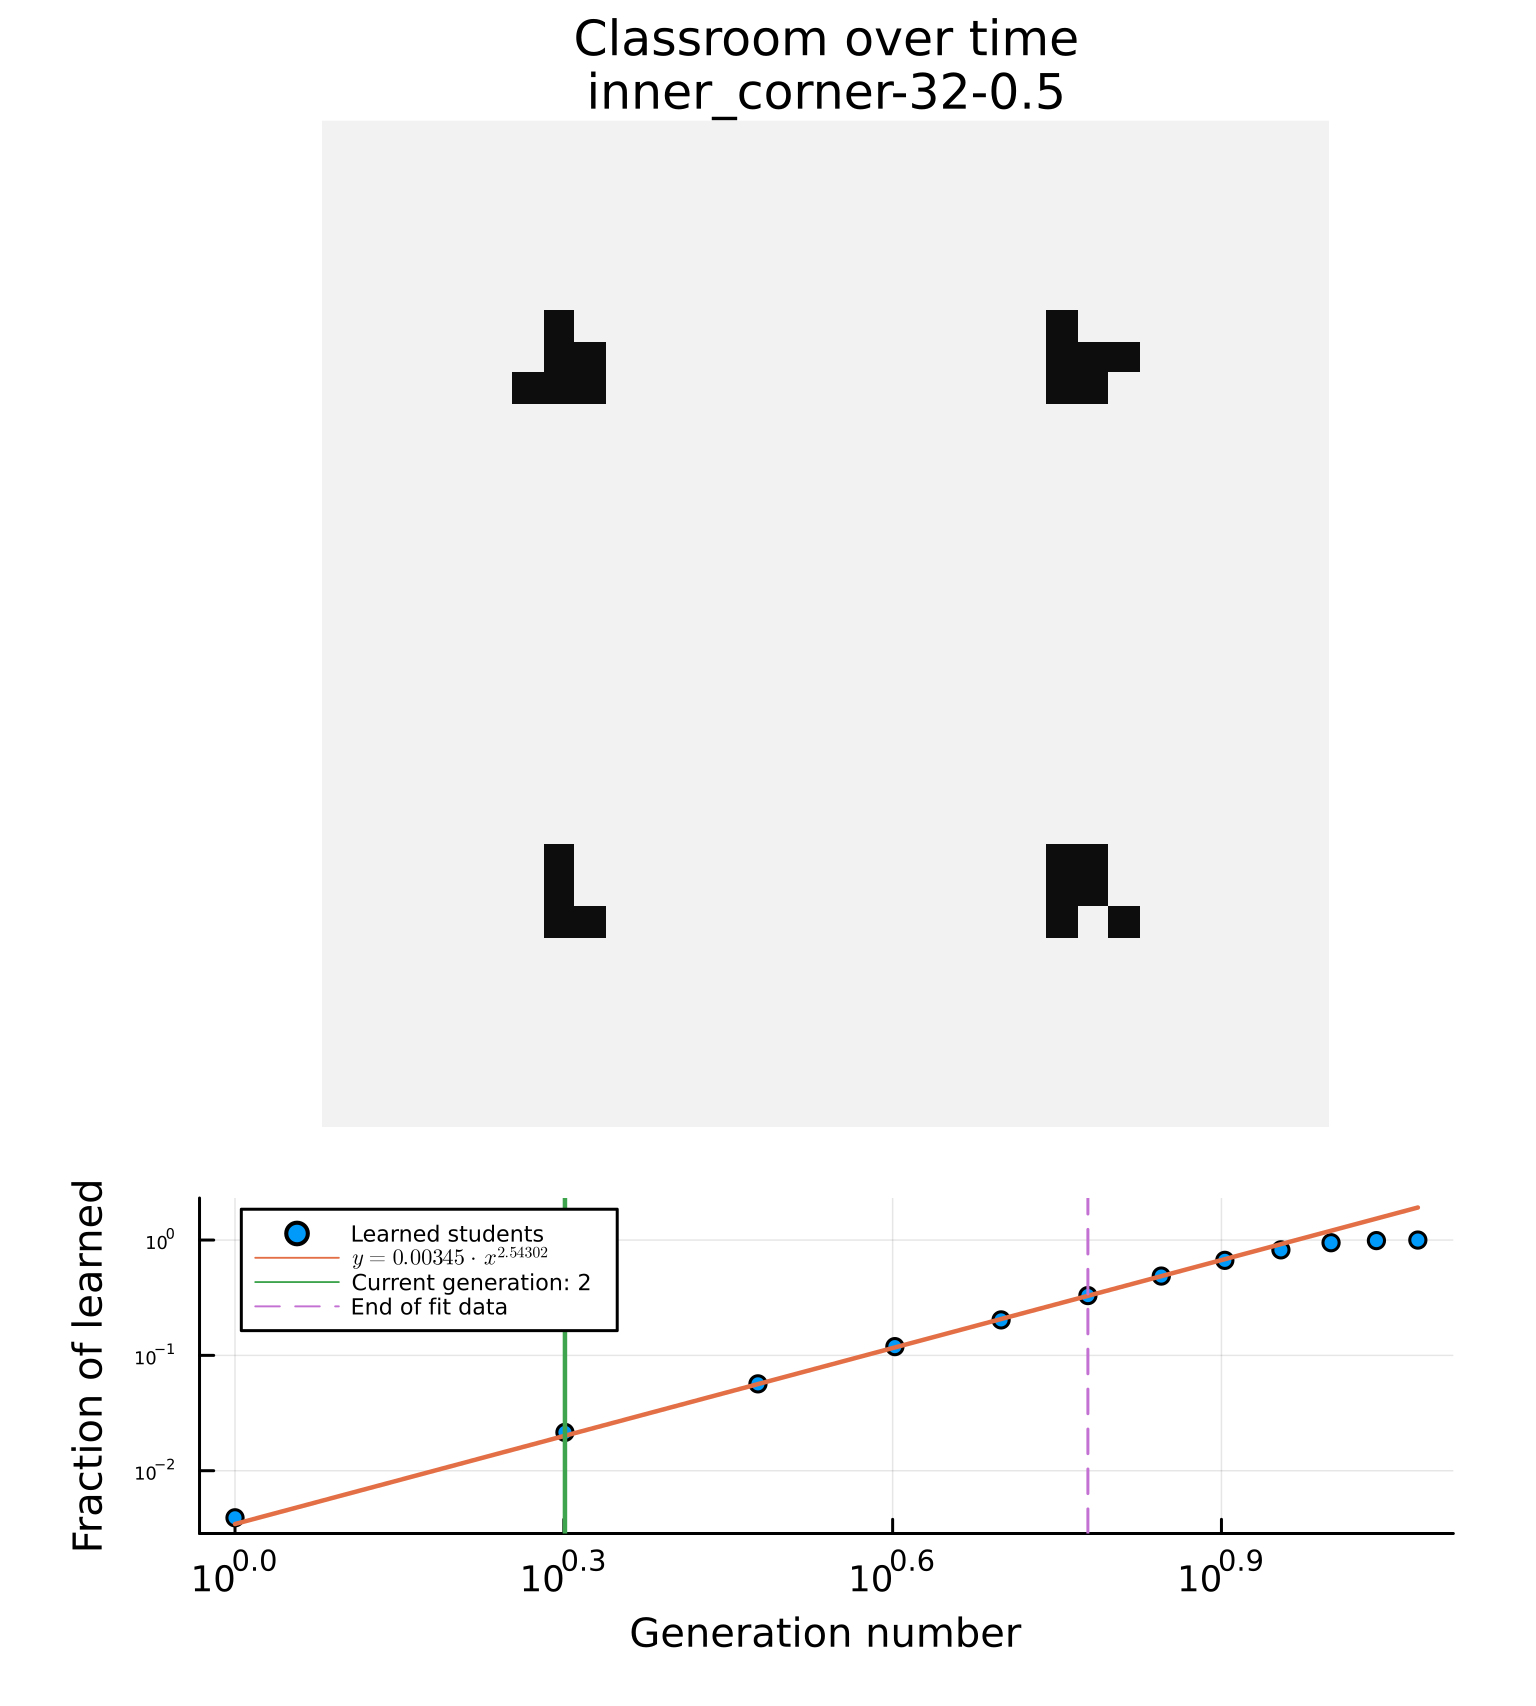 Classroom over time
inner_corner-32-0.5
Fraction of learned
10⁰
10⁻¹
10⁻²
Learned students
y = 0.00345 · x^2.54302
Current generation: 2
End of fit data
10^0.0
10^0.3
10^0.6
10^0.9
Generation number